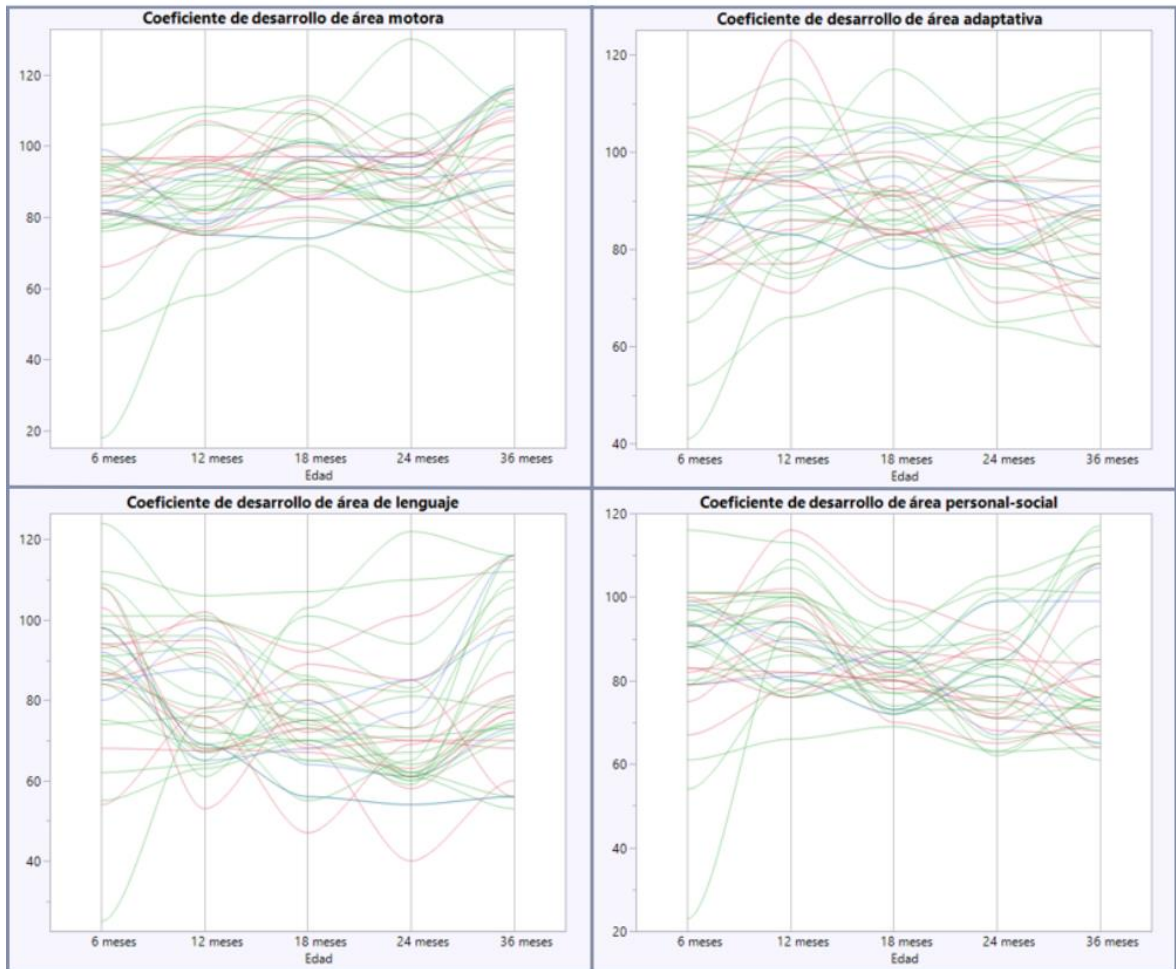 Coeficiente de desarrollo de área motora
120
100
80
60
40
20
6 meses 12 meses 18 meses 24 meses 36 meses
Edad
Coeficiente de desarrollo de área adaptativa
120
100
80
60
40
6 meses 12 meses 18 meses 24 meses 36 meses
Edad
Coeficiente de desarrollo de área de lenguaje
120
100
80
60
40
6 meses 12 meses 18 meses 24 meses 36 meses
Edad
Coeficiente de desarrollo de área personal-social
120
100
80
60
40
20
6 meses 12 meses 18 meses 24 meses 36 meses
Edad